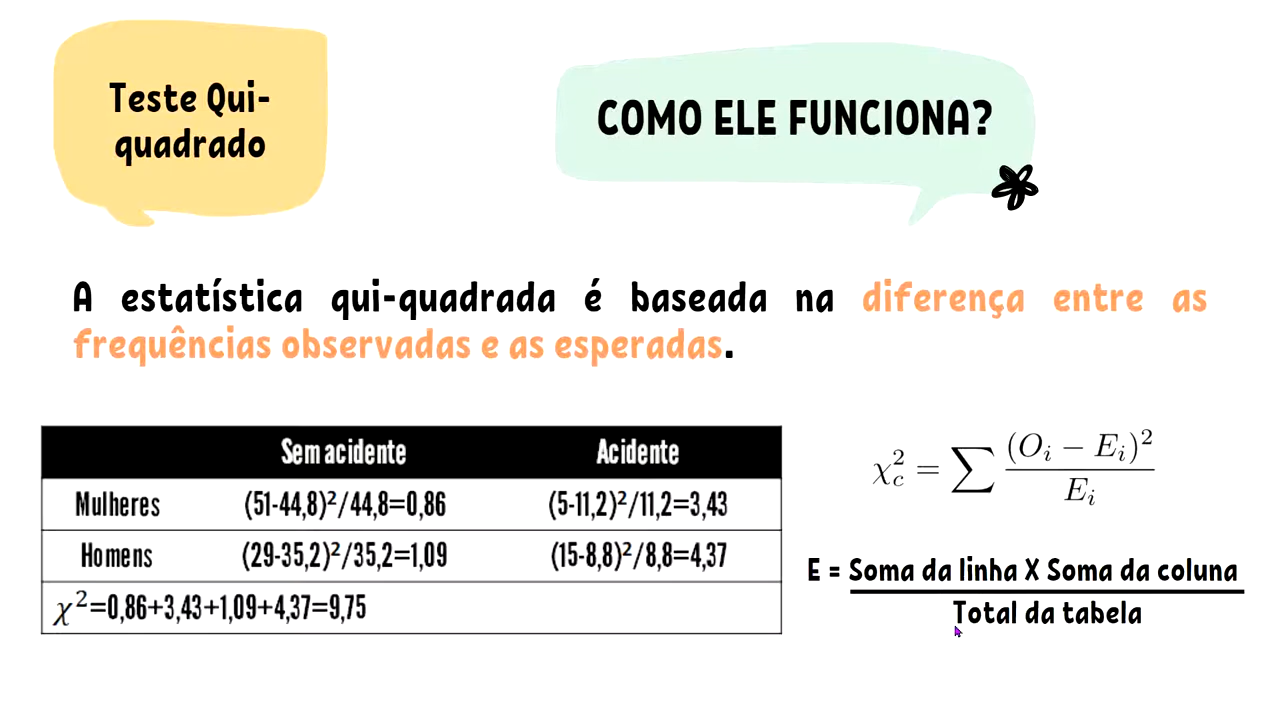 Teste Qui-
quadrado
COMO ELE FUNCIONA?
A estatística qui-quadrada é baseada na diferença entre as
frequências observadas e as esperadas.
Sem acidente Acidente
Mulheres (51-44,8)²/44,8=0,86 (5-11,2)²/11,2=3,43
Homens (29-35,2)²/35,2=1,09 (15-8,8)²/8,8=4,37
χ²=0,86+3,43+1,09+4,37=9,75
χ²c = ∑ (Oi − Ei)² / Ei
E = Soma da linha X Soma da coluna
Total da tabela